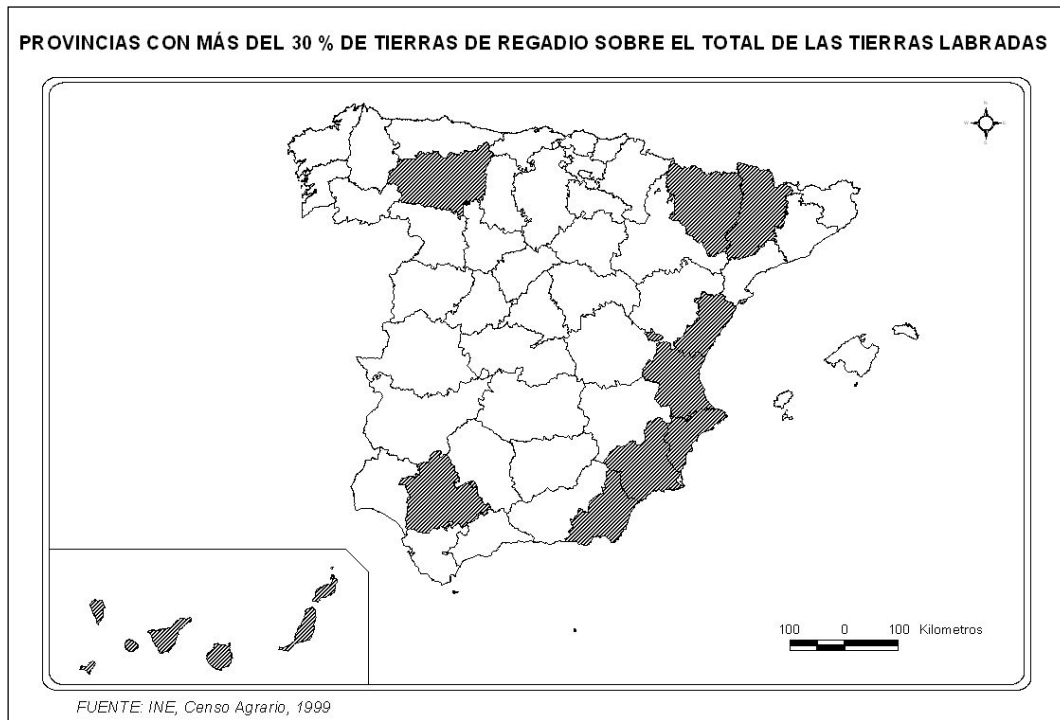 PROVINCIAS CON MÁS DEL 30 % DE TIERRAS DE REGADIO SOBRE EL TOTAL DE LAS TIERRAS LABRADAS
100 0 100 Kilometros
FUENTE: INE, Censo Agrario, 1999